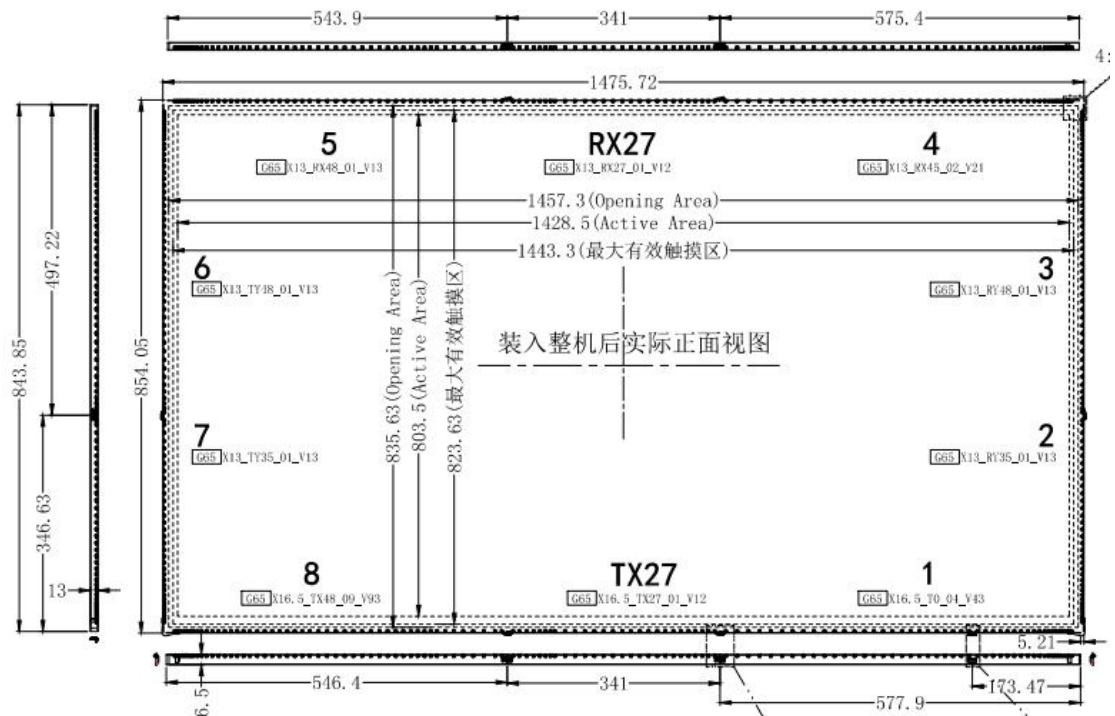 543.9
341
575.4
4:
1475.72
5
G65 X13_RX48_01_V13
RX27
G65 X13_RX27_01_V12
4
G65 X13_RX45_02_V21
1457.3(Opening Area)
1428.5(Active Area)
1443.3(最大有效触摸区)
6
G65 X13_TY48_01_V13
3
G65 X13_RY48_01_V13
497.22
843.85
854.05
835.63(Opening Area)
803.5(Active Area)
823.63(最大有效触摸区)
装入整机后实际正面视图
7
G65 X13_TY35_01_V13
2
G65 X13_RY35_01_V13
346.63
13
8
G65 X16.5_TX48_09_V93
TX27
G65 X16.5_TX27_01_V12
1
G65 X16.5_T0_04_V43
5.21
6.5
546.4
341
577.9
173.47